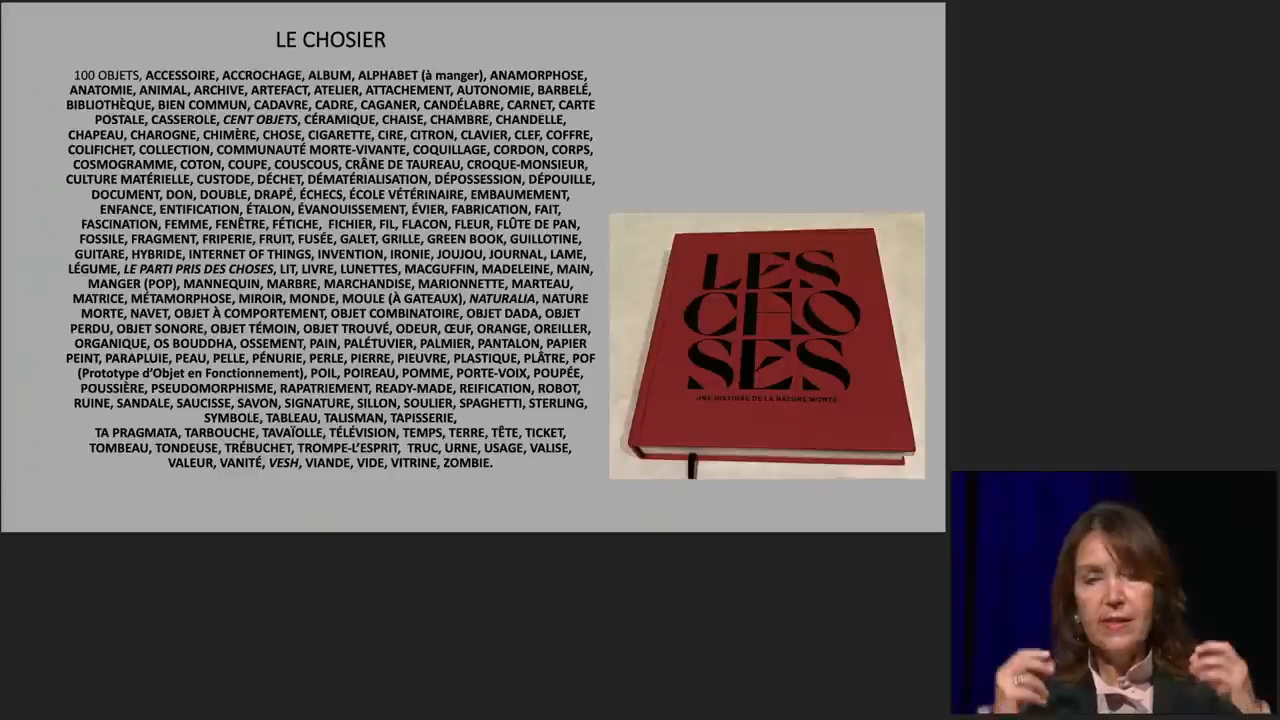 LE CHOSIER
100 OBJETS, ACCESSOIRE, ACCROCHAGE, ALBUM, ALPHABET (à manger), ANAMORPHOSE,
ANATOMIE, ANIMAL, ARCHIVE, ARTEFACT, ATELIER, ATTACHEMENT, AUTONOMIE, BARBELÉ,
BIBLIOTHÈQUE, BIEN COMMUN, CADAVRE, CADRE, CAGANER, CANDÉLABRE, CARNET, CARTE
POSTALE, CASSEROLE, CENT OBJETS, CÉRAMIQUE, CHAISE, CHAMBRE, CHANDELLE,
CHAPEAU, CHAROGNE, CHIMÈRE, CHOSE, CIGARETTE, CIRE, CITRON, CLAVIER, CLEF, COFFRE,
COLIFICHET, COLLECTION, COMMUNAUTÉ MORTE-VIVANTE, COQUILLAGE, CORDON, CORPS,
COSMOGRAMME, COTON, COUPE, COUSCOUS, CRÂNE DE TAUREAU, CROQUE-MONSIEUR,
CULTURE MATÉRIELLE, CUSTODE, DÉCHET, DÉMATÉRIALISATION, DÉPOSSESSION, DÉPOUILLE,
DOCUMENT, DON, DOUBLE, DRAPÉ, ÉCHECS, ÉCOLE VÉTÉRINAIRE, EMBAUMEMENT,
ENFANCE, ENTIFICATION, ÉTALON, ÉVANOUISSEMENT, ÉVIER, FABRICATION, FAIT,
FASCINATION, FEMME, FENÊTRE, FÉTICHE, FICHIER, FIL, FLACON, FLEUR, FLÛTE DE PAN,
FOSSILE, FRAGMENT, FRIPERIE, FRUIT, FUSÉE, GALET, GRILLE, GREEN BOOK, GUILLOTINE,
GUITARE, HYBRIDE, INTERNET OF THINGS, INVENTION, IRONIE, JOUJOU, JOURNAL, LAME,
LÉGUME, LE PARTI PRIS DES CHOSES, LIT, LIVRE, LUNETTES, MACGUFFIN, MADELEINE, MAIN,
MANGER (POP), MANNEQUIN, MARBRE, MARCHANDISE, MARIONNETTE, MARTEAU,
MATRICE, MÉTAMORPHOSE, MIROIR, MONDE, MOULE (À GATEAUX), NATURALIA, NATURE
MORTE, NAVET, OBJET À COMPORTEMENT, OBJET COMBINATOIRE, OBJET DADA, OBJET
PERDU, OBJET SONORE, OBJET TÉMOIN, OBJET TROUVÉ, ODEUR, ŒUF, ORANGE, OREILLER,
ORGANIQUE, OS BOUDDHA, OSSEMENT, PAIN, PALÉTUVIER, PALMIER, PANTALON, PAPIER
PEINT, PARAPLUIE, PEAU, PELLE, PÉNURIE, PERLE, PIERRE, PIEUVRE, PLASTIQUE, PLÂTRE, POF
(Prototype d'Objet en Fonctionnement), POIL, POIREAU, POMME, PORTE-VOIX, POUPÉE,
POUSSIÈRE, PSEUDOMORPHISME, RAPATRIEMENT, READY-MADE, REIFICATION, ROBOT,
RUINE, SANDALE, SAUCISSE, SAVON, SIGNATURE, SILLON, SOULIER, SPAGHETTI, STERLING,
SYMBOLE, TABLEAU, TALISMAN, TAPISSERIE,
TA PRAGMATA, TARBOUCHE, TAVAÏOLLE, TÉLÉVISION, TEMPS, TERRE, TÊTE, TICKET,
TOMBEAU, TONDEUSE, TRÉBUCHET, TROMPE-L'ESPRIT, TRUC, URNE, USAGE, VALISE,
VALEUR, VANITÉ, VESH, VIANDE, VIDE, VITRINE, ZOMBIE.
LES
CHO
SES
UNE HISTOIRE DE LA NATURE MORTE